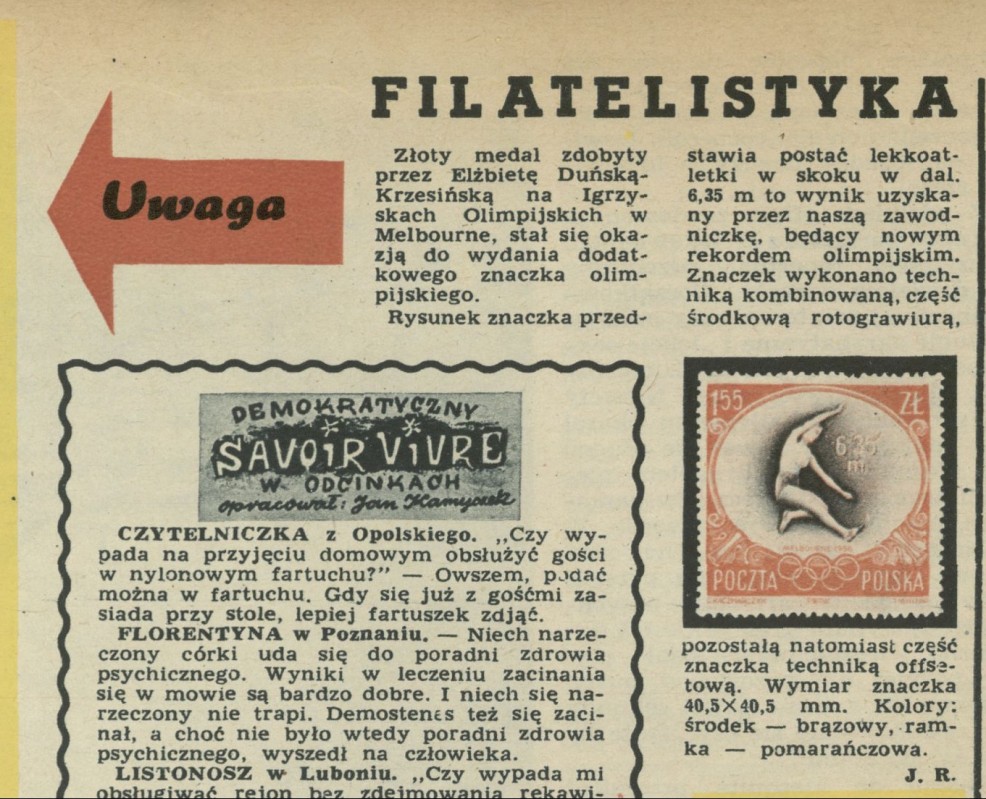 FILATELISTYKA
Uwaga
Złoty medal zdobyty
przez Elżbietę Duńską-
Krzesińską na Igrzy-
skach Olimpijskich w
Melbourne, stał się oka-
zją do wydania dodat-
kowego znaczka olim-
pijskiego.
Rysunek znaczka przed-
stawia postać lekkoat-
letki w skoku w dal.
6,35 m to wynik uzyska-
ny przez naszą zawod-
niczkę, będący nowym
rekordem olimpijskim.
Znaczek wykonano tech-
niką kombinowaną, część
środkową rotograwiurą,
155 ZŁ
6.35
m
MELBOURNE 1956
POCZTA POLSKA
pozostałą natomiast część
znaczka techniką offse-
tową. Wymiar znaczka
40,5×40,5 mm. Kolory:
środek — brązowy, ram-
ka — pomarańczowa.
J. R.
DEMOKRATYCZNY
SAVOIR VIVRE
W ODCINKACH
opracował: Jan Kamyczek
CZYTELNICZKA z Opolskiego. ,,Czy wy-
pada na przyjęciu domowym obsłużyć gości
w nylonowym fartuchu?" — Owszem, podać
można w fartuchu. Gdy się już z gośćmi za-
siada przy stole, lepiej fartuszek zdjąć.
FLORENTYNA w Poznaniu. — Niech narze-
czony córki uda się do poradni zdrowia
psychicznego. Wyniki w leczeniu zacinania
się w mowie są bardzo dobre. I niech się na-
rzeczony nie trapi. Demostenes też się zaci-
nał, a choć nie było wtedy poradni zdrowia
psychicznego, wyszedł na człowieka.
LISTONOSZ w Luboniu. ,,Czy wypada mi
obsługiwać rejon bez zdejmowania rękawi-